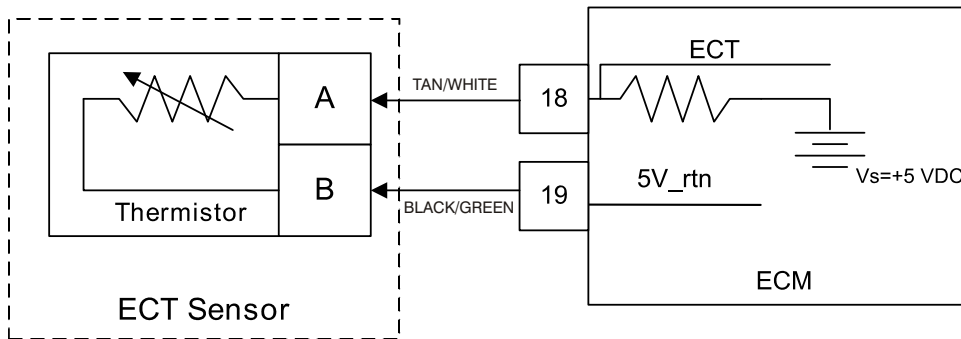 ECT
TAN/WHITE
A
18
Vs=+5 VDC
B
BLACK/GREEN
19
5V_rtn
Thermistor
ECM
ECT Sensor